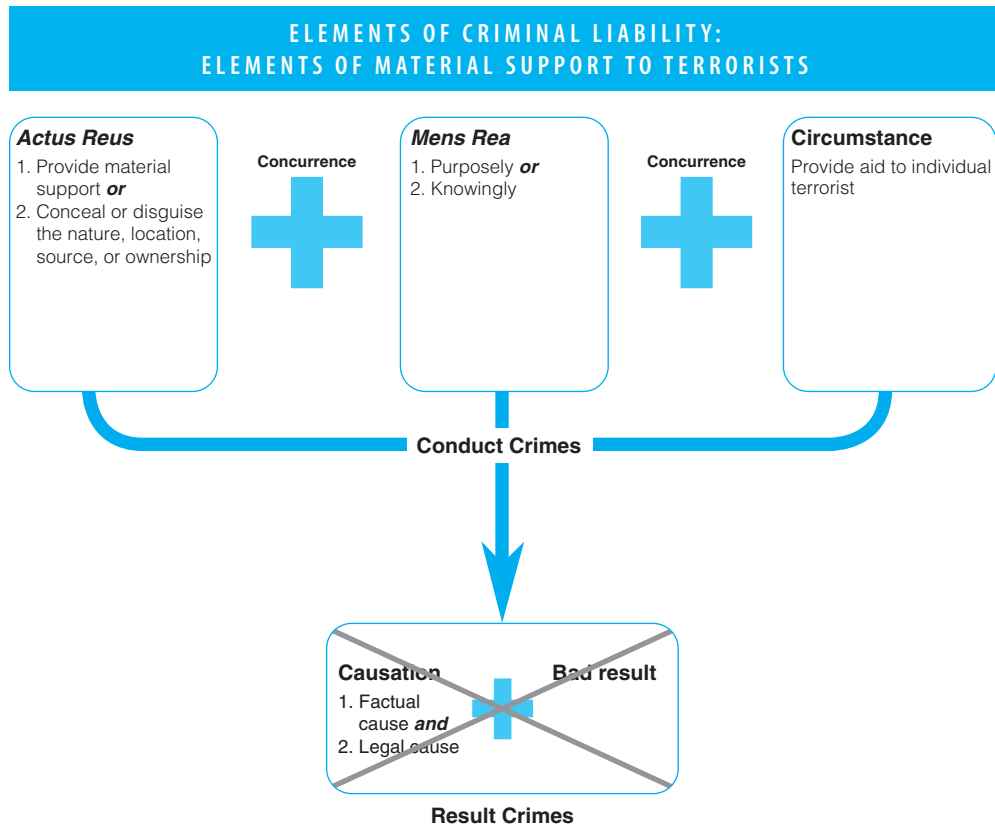 ELEMENTS OF CRIMINAL LIABILITY:
ELEMENTS OF MATERIAL SUPPORT TO TERRORISTS
Actus Reus
1. Provide material
support or
2. Conceal or disguise
the nature, location,
source, or ownership
Concurrence
Mens Rea
1. Purposely or
2. Knowingly
Concurrence
Circumstance
Provide aid to individual
terrorist
Conduct Crimes
Causation
1. Factual
cause and
2. Legal cause
Bad result
Result Crimes